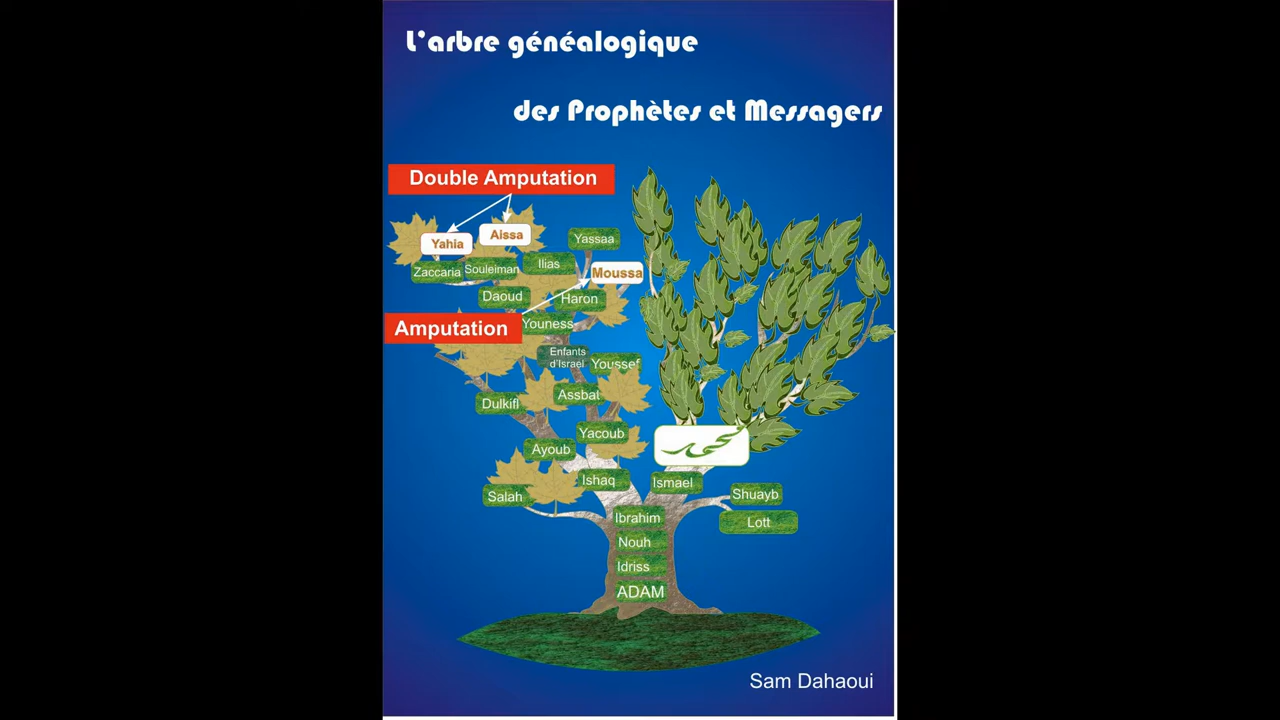 L'arbre généalogique
des Prophètes et Messagers
Double Amputation
Yahia
Aissa
Yassaa
Zaccaria
Souleiman
Ilias
Moussa
Daoud
Haron
Amputation
Youness
Enfants
d'Israel
Youssef
Dulkifl
Assbat
Yacoub
Ayoub
محمد
Ishaq
Ismael
Salah
Shuayb
Ibrahim
Lott
Nouh
Idriss
ADAM
Sam Dahaoui